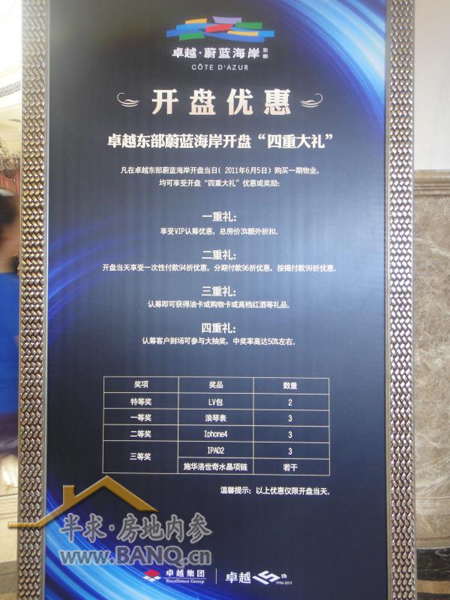 卓越·蔚蓝海岸 东部
CÔTE D'AZUR
开盘优惠
卓越东部蔚蓝海岸开盘“四重大礼”
凡在卓越东部蔚蓝海岸开盘当日(2011年6月5日)购买一期物业,
均可享受开盘“四重大礼”优惠或奖励:
一重礼:
享受VIP认筹优惠,总房价3%额外折扣。
二重礼:
开盘当天享受一次性付款94折优惠,分期付款96折优惠,按揭付款99折优惠。
三重礼:
认筹即可获得油卡或购物卡或高档红酒等礼品。
四重礼:
认筹客户到场可参与大抽奖,中奖率高达50%左右。
奖项 奖品 数量
特等奖 LV包 2
一等奖 浪琴表 3
二等奖 Iphone4 3
三等奖 IPAD2 3
施华洛世奇水晶项链 若干
温馨提示:以上优惠仅限开盘当天。
半求·房地内参
www.BANQ.cn
卓越集团 卓越
Excellence Group